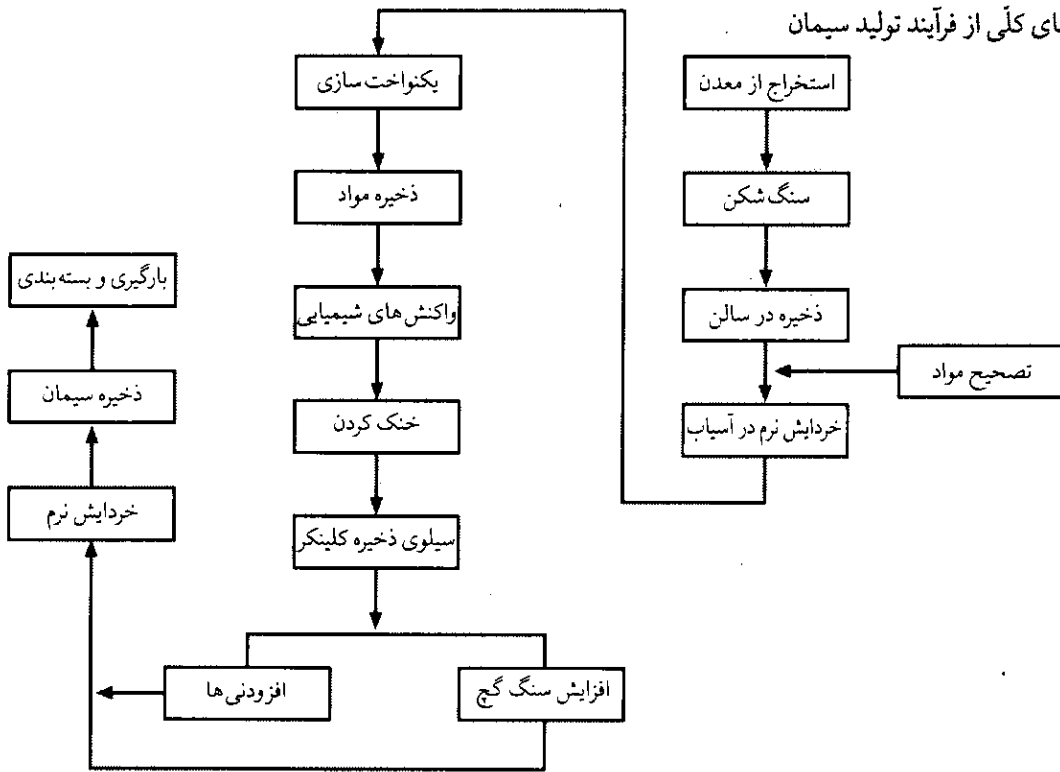 ای کلّی از فرآیند تولید سیمان
استخراج از معدن
سنگ شکن
ذخیره در سالن
تصحیح مواد
خردایش نرم در آسیاب
یکنواخت سازی
ذخیره مواد
واکنش های شیمیایی
خنک کردن
سیلوی ذخیره کلینکر
افزایش سنگ گچ
افزودنی ها
خردایش نرم
ذخیره سیمان
بارگیری و بسته بندی